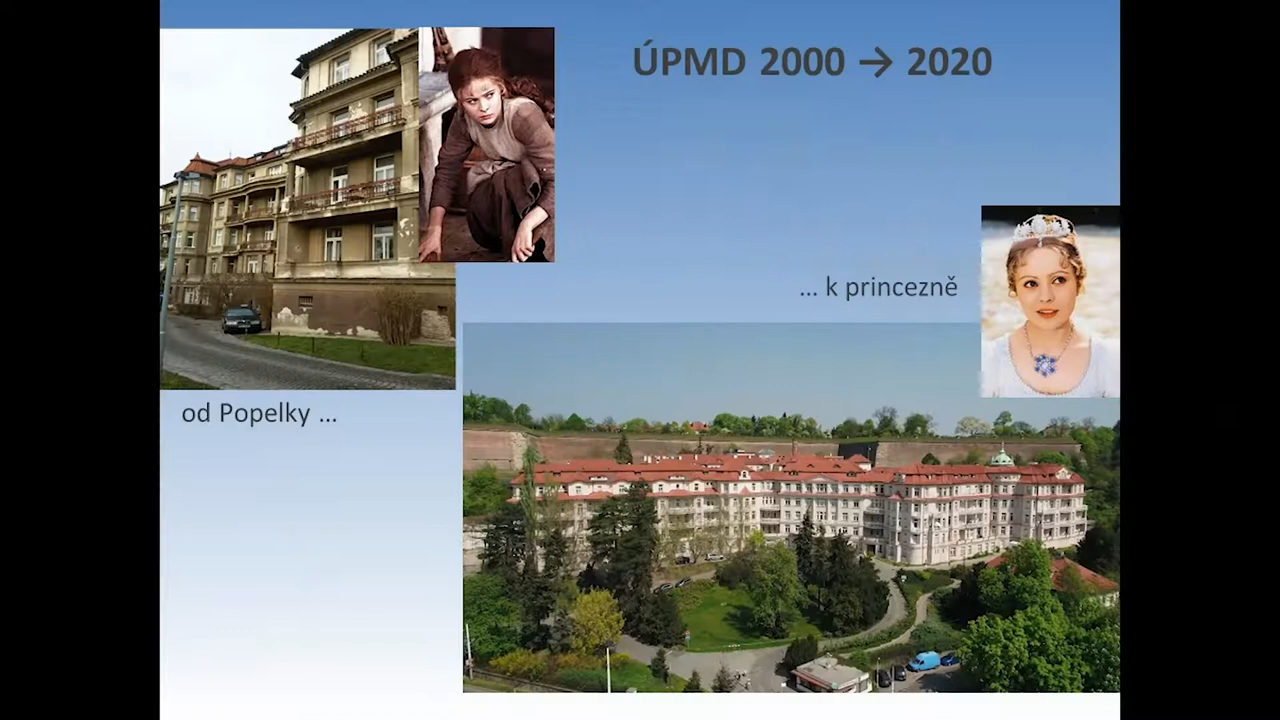 ÚPMD 2000 → 2020
... k princezně
od Popelky ...